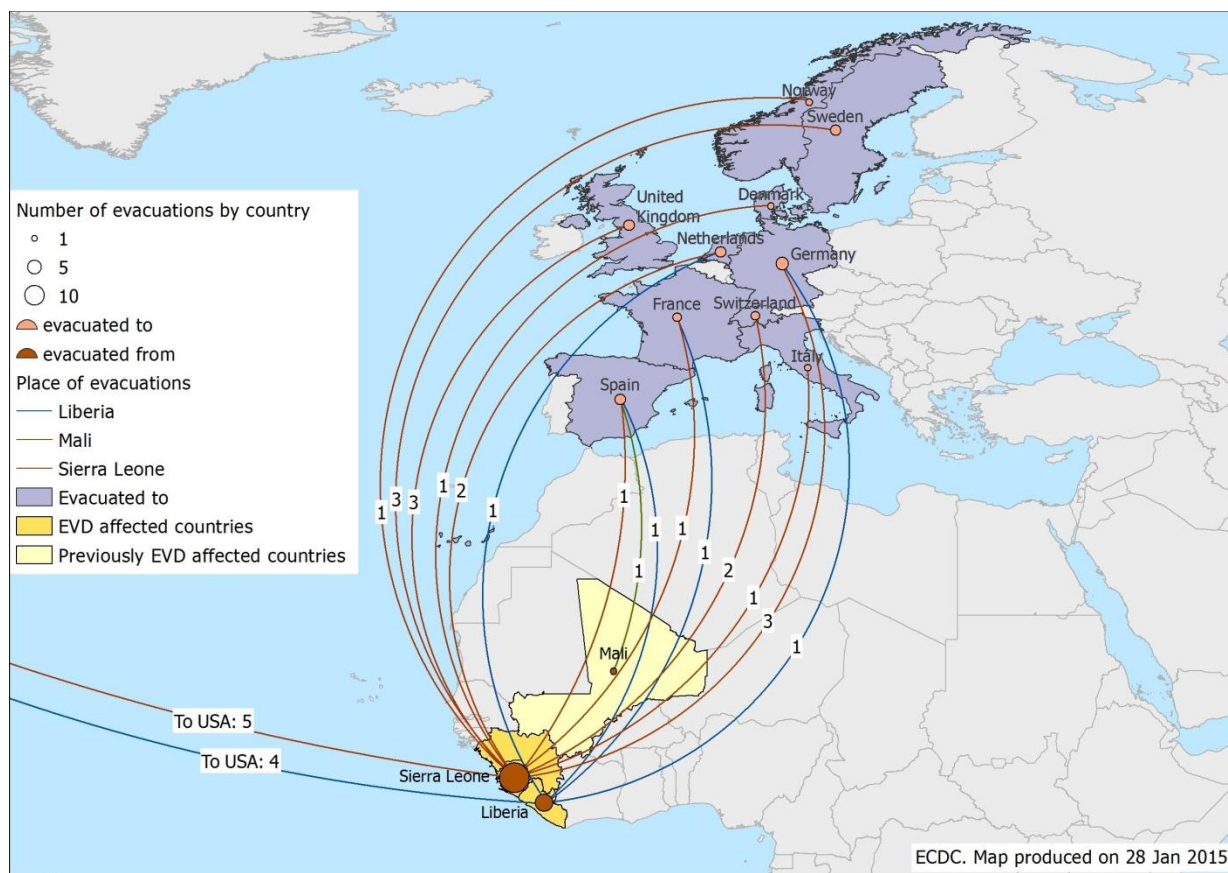 Norway
Sweden
United
Kingdom
Denmark
Netherlands
Germany
France
Switzerland
Italy
Spain
Number of evacuations by country
1
5
10
evacuated to
evacuated from
Place of evacuations
Liberia
Mali
Sierra Leone
Evacuated to
EVD affected countries
Previously EVD affected countries
1
3
3
1
2
1
1
1
1
1
1
2
1
3
1
Mali
To USA: 5
To USA: 4
Sierra Leone
Liberia
ECDC. Map produced on 28 Jan 2015